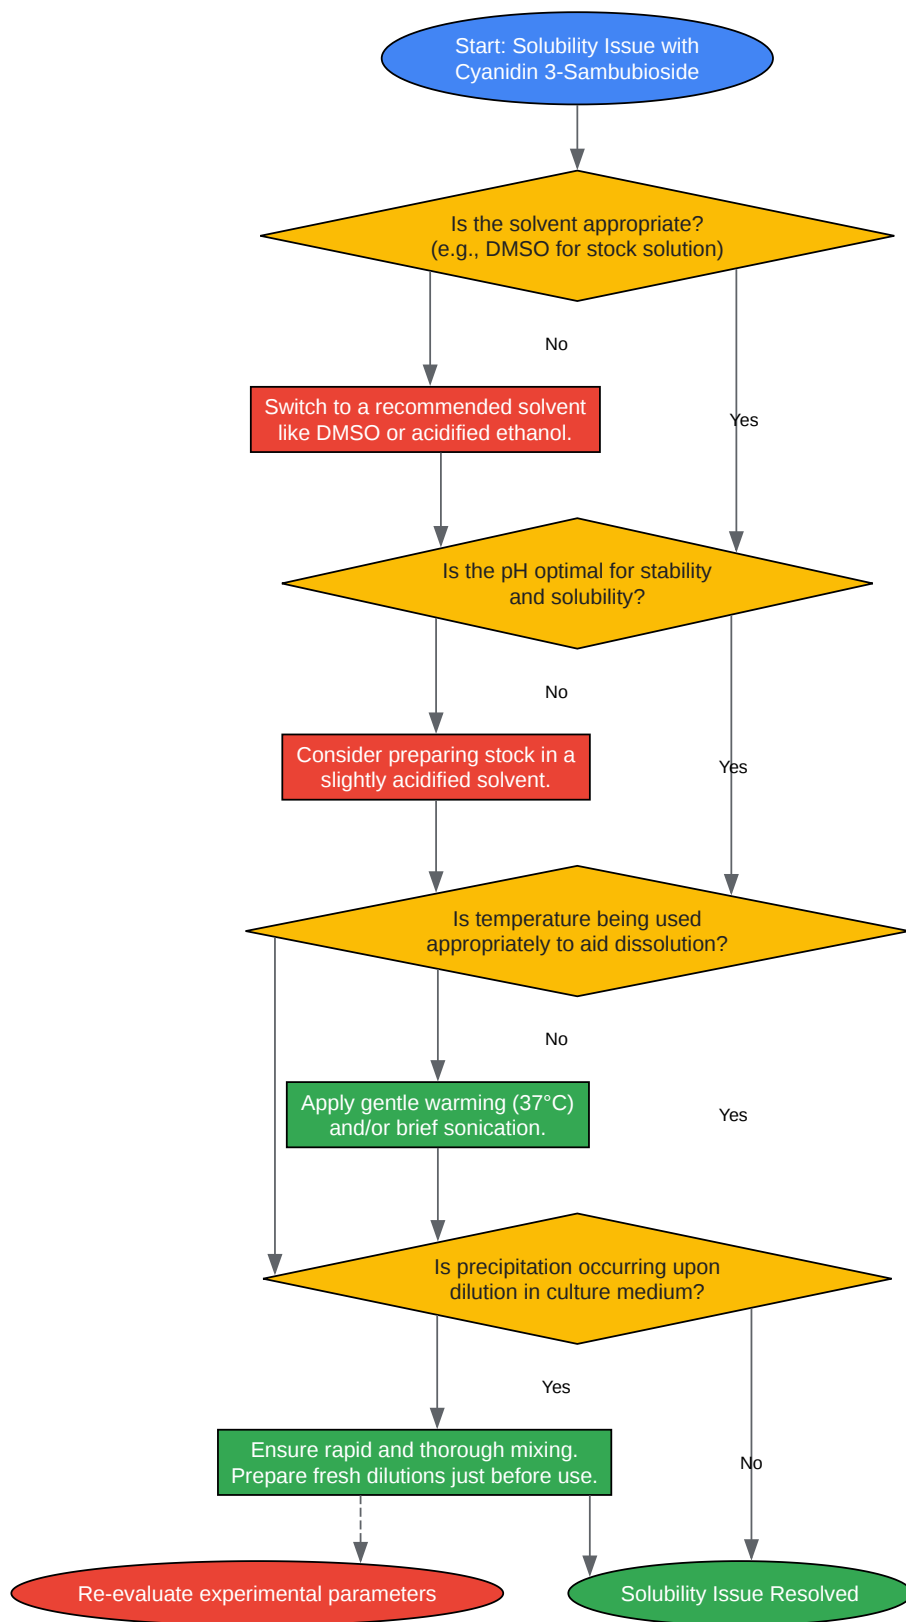 Start: Solubility Issue with
Cyanidin 3-Sambubioside
Is the solvent appropriate?
(e.g., DMSO for stock solution)
No
Switch to a recommended solvent
like DMSO or acidified ethanol.
Yes
Is the pH optimal for stability
and solubility?
No
Consider preparing stock in a
slightly acidified solvent.
Yes
Is temperature being used
appropriately to aid dissolution?
No
Apply gentle warming (37°C)
and/or brief sonication.
Yes
Is precipitation occurring upon
dilution in culture medium?
Yes
Ensure rapid and thorough mixing.
Prepare fresh dilutions just before use.
No
Re-evaluate experimental parameters
Solubility Issue Resolved